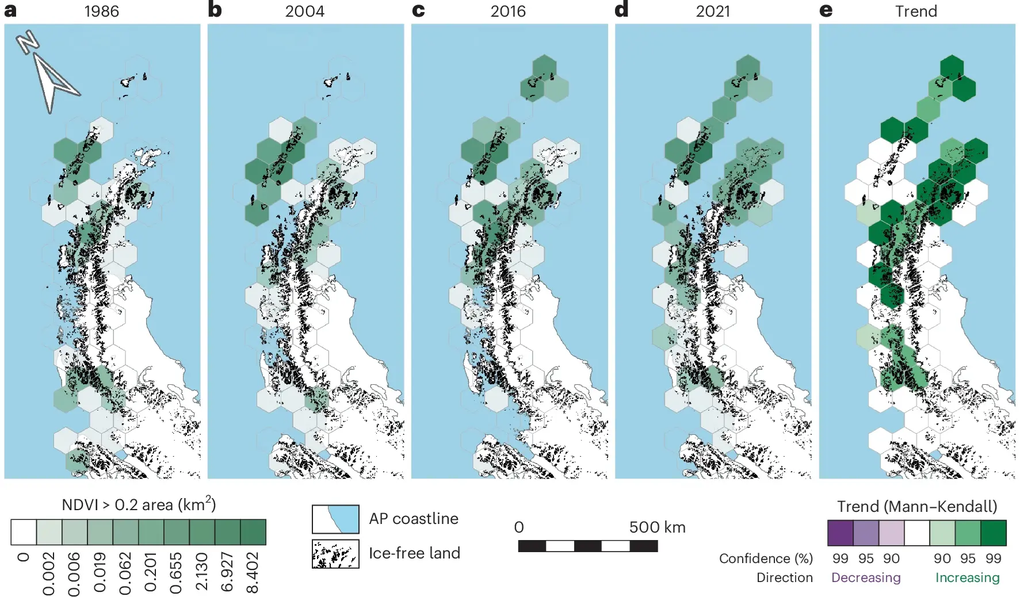 a 1986
b 2004
c 2016
d 2021
e Trend
N
NDVI > 0.2 area (km²)
0
0.002
0.006
0.019
0.062
0.201
0.655
2.130
6.927
8.402
AP coastline
Ice-free land
0 500 km
Trend (Mann–Kendall)
Confidence (%) 99 95 90 90 95 99
Direction Decreasing Increasing